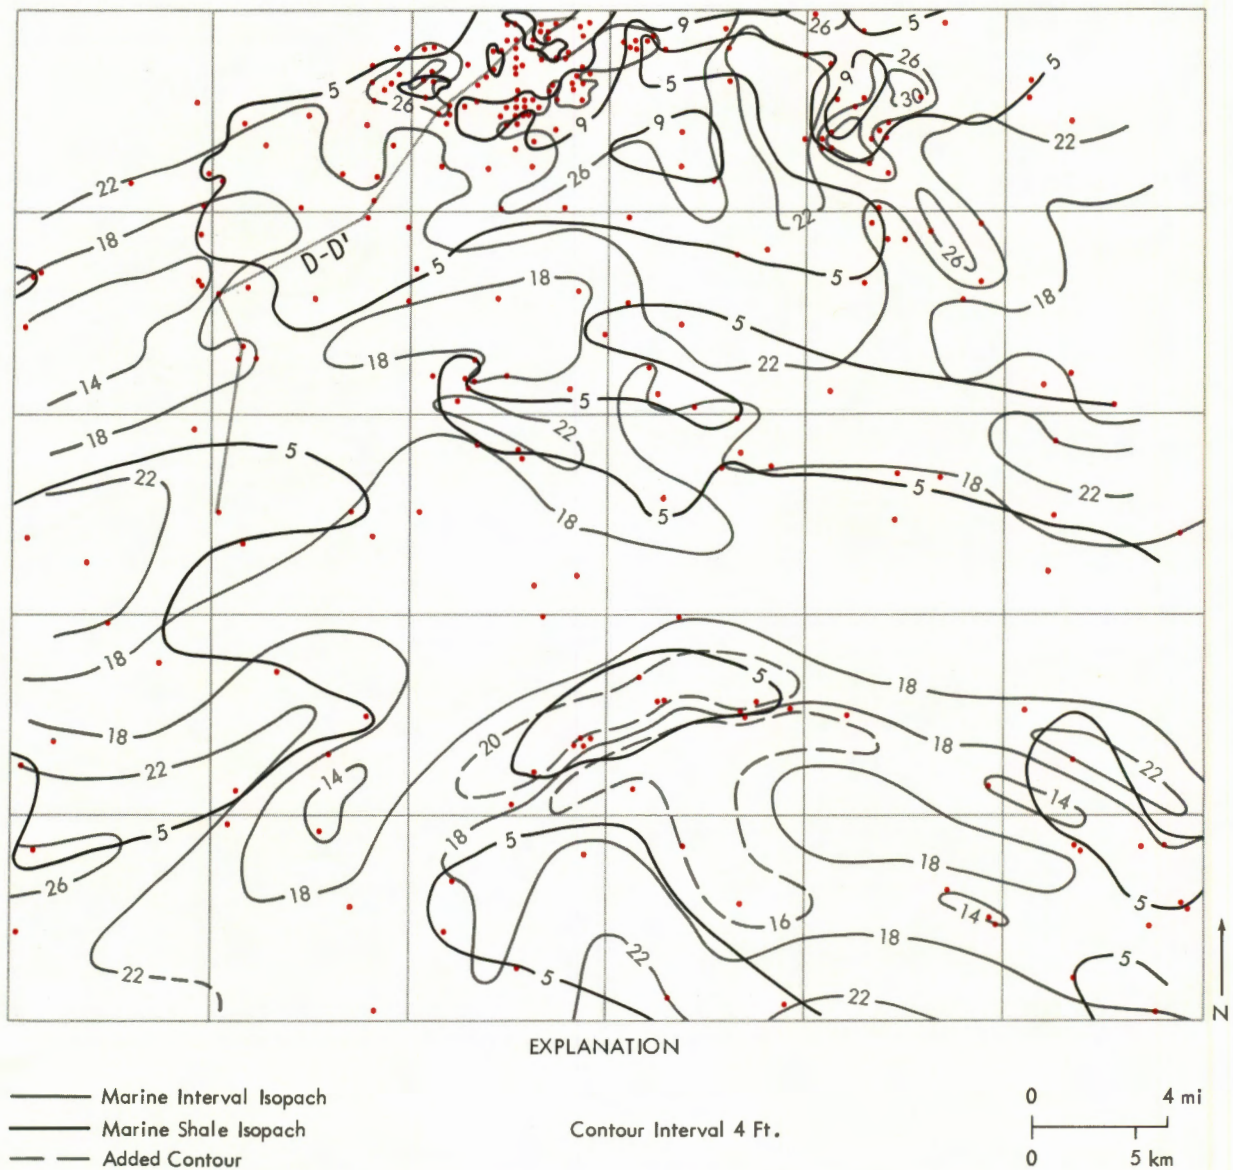 9 26 5
5 26 5 9 26 30 5
9 9 22
22 26
18 22
D-D'
5 18 5 26 18
5
18 22
14 5
18 22
5
22 5 18 22
18 5
18
18 5 18
18 20 18
22 14 22
14
5 18 5 18
26 18 5
16 14
18
22 22 5 5
22
N
EXPLANATION
Marine Interval Isopach
Marine Shale Isopach
Added Contour
Contour Interval 4 Ft.
0 4 mi
0 5 km